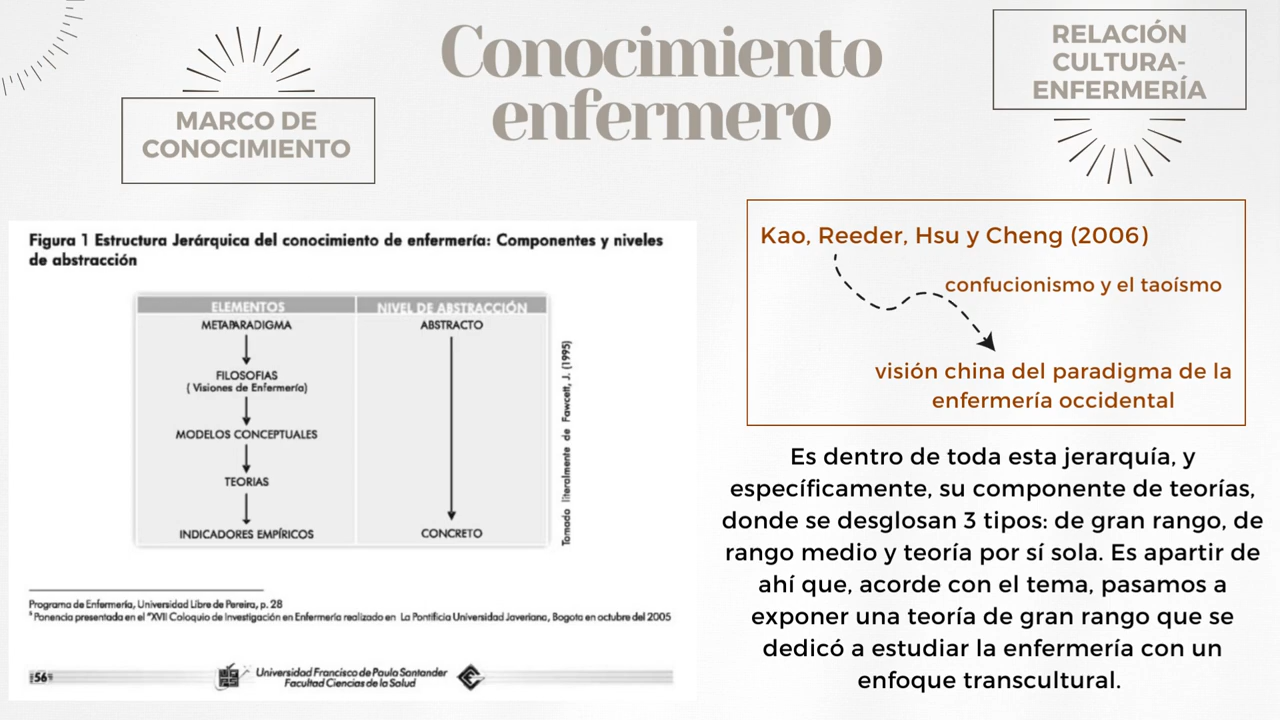 Conocimiento
enfermero
MARCO DE
CONOCIMIENTO
RELACIÓN
CULTURA-
ENFERMERÍA
Figura 1 Estructura Jerárquica del conocimiento de enfermería: Componentes y niveles
de abstracción
ELEMENTOS
NIVEL DE ABSTRACCIÓN
METAPARADIGMA
ABSTRACTO
FILOSOFIAS
( Visiones de Enfermería)
MODELOS CONCEPTUALES
TEORIAS
INDICADORES EMPÍRICOS
CONCRETO
Tomado literalmente de Fawcett, J. (1995)
Programa de Enfermería, Universidad Libre de Pereira, p. 28
⁵ Ponencia presentada en el "XVII Coloquio de Investigación en Enfermería realizado en La Pontificia Universidad Javeriana, Bogota en octubre del 2005
56
Universidad Francisco de Paula Santander
Facultad Ciencias de la Salud
Kao, Reeder, Hsu y Cheng (2006)
confucionismo y el taoísmo
visión china del paradigma de la
enfermería occidental
Es dentro de toda esta jerarquía, y
específicamente, su componente de teorías,
donde se desglosan 3 tipos: de gran rango, de
rango medio y teoría por sí sola. Es apartir de
ahí que, acorde con el tema, pasamos a
exponer una teoría de gran rango que se
dedicó a estudiar la enfermería con un
enfoque transcultural.